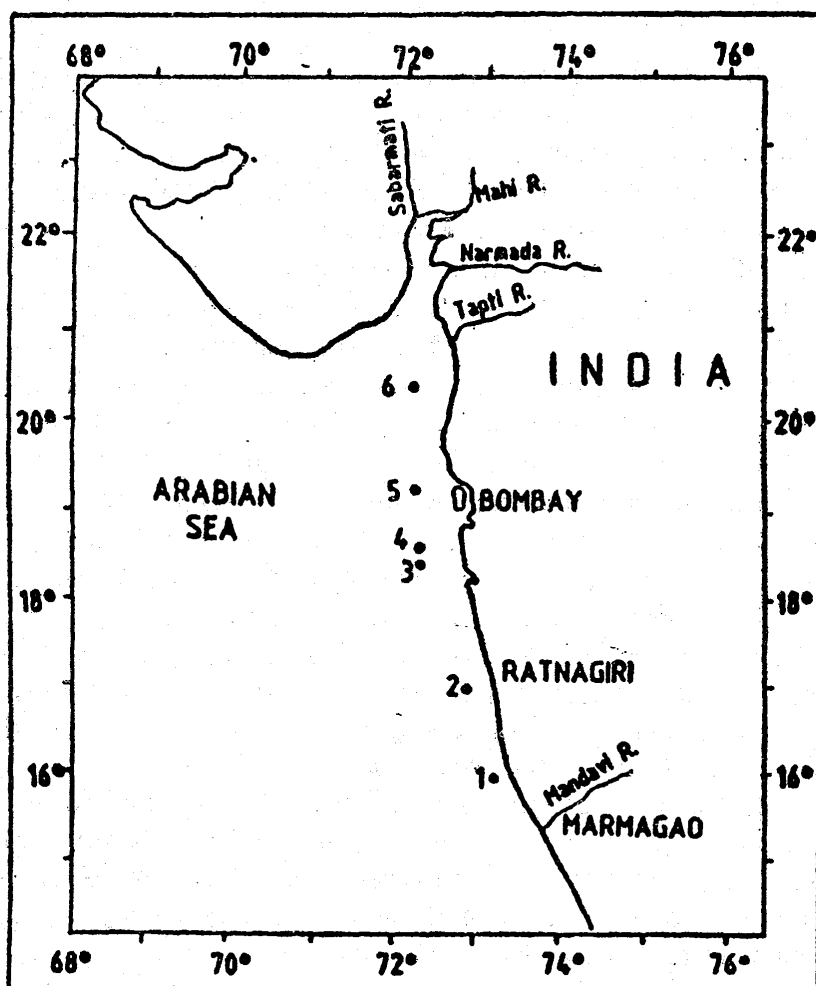 68° 70° 72° 74° 76°
Sabarmati R.
Mahi R.
22° 22°
Narmada R.
Tapti R.
INDIA
6
20° 20°
ARABIAN
SEA
5
BOMBAY
4
3
18° 18°
RATNAGIRI
2
16° 16°
1
Mandavi R.
MARMAGAO
68° 70° 72° 74° 76°